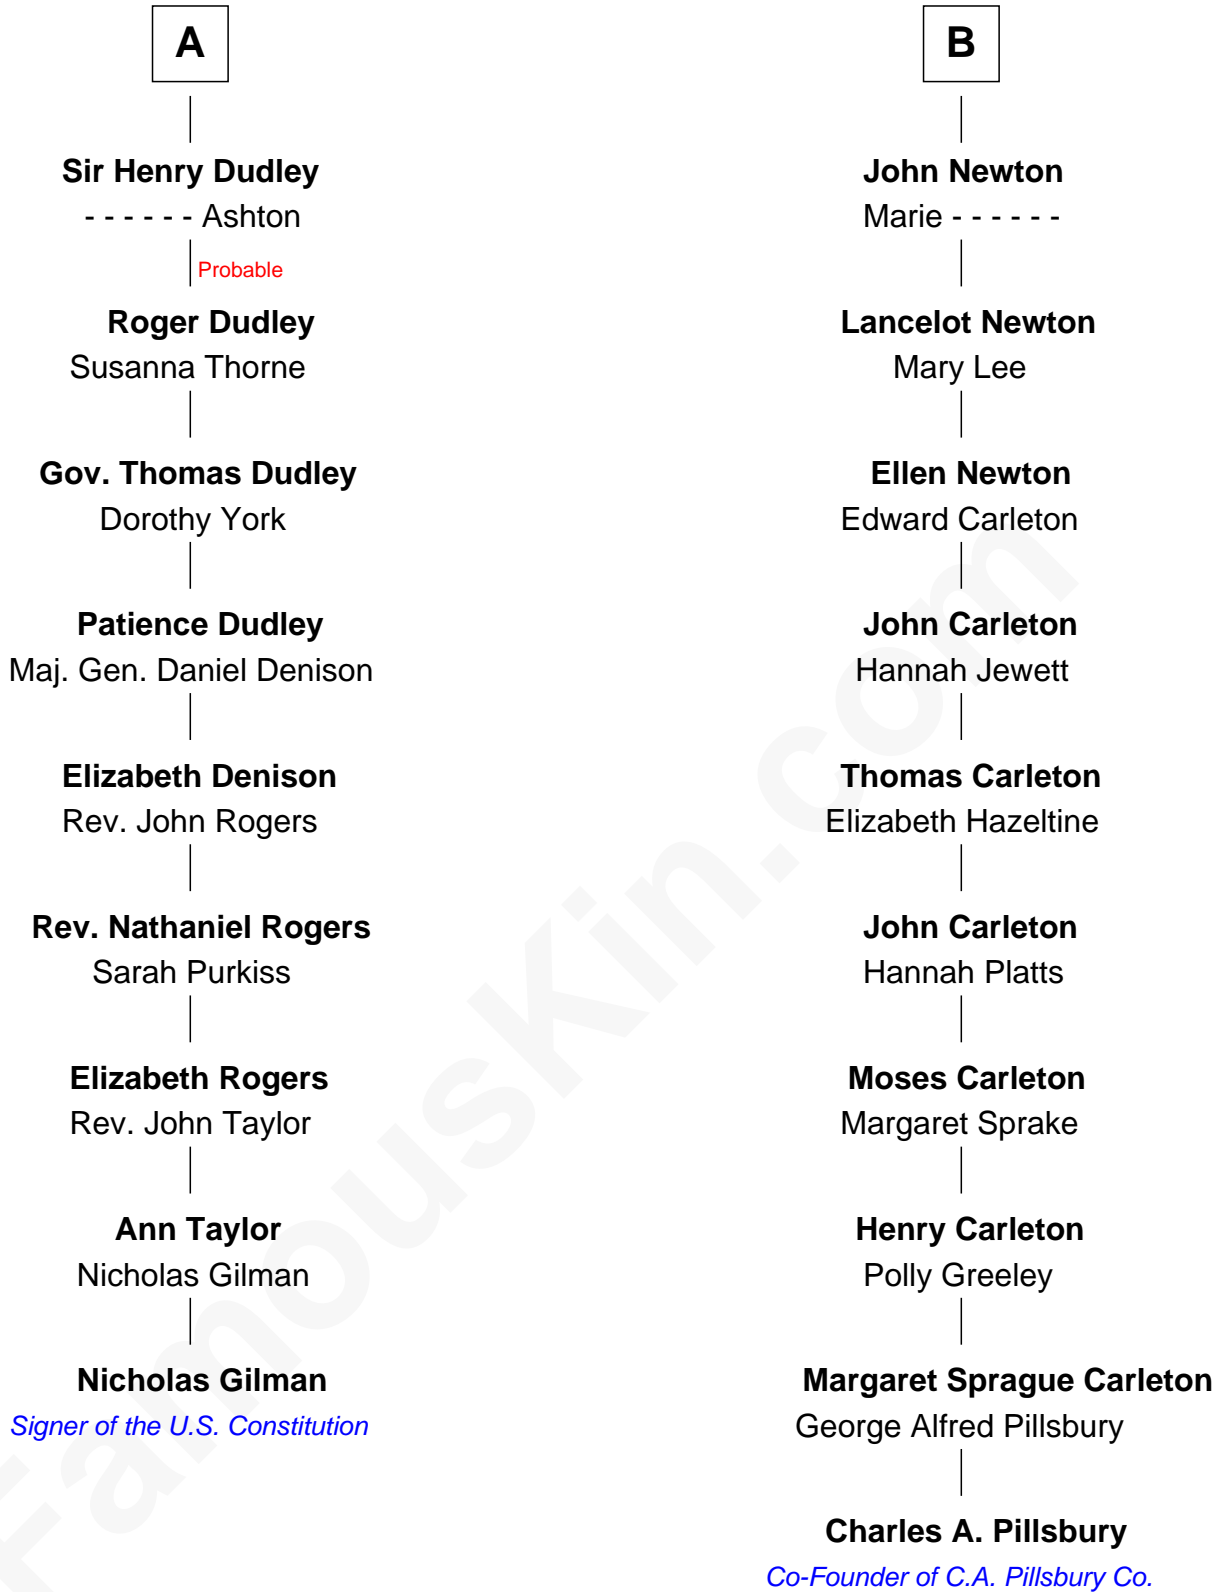 A
Sir Henry Dudley
- - - - - - Ashton
Probable
Roger Dudley
Susanna Thorne
Gov. Thomas Dudley
Dorothy York
Patience Dudley
Maj. Gen. Daniel Denison
Elizabeth Denison
Rev. John Rogers
Rev. Nathaniel Rogers
Sarah Purkiss
Elizabeth Rogers
Rev. John Taylor
Ann Taylor
Nicholas Gilman
Nicholas Gilman
Signer of the U.S. Constitution
B
John Newton
Marie - - - - - -
Lancelot Newton
Mary Lee
Ellen Newton
Edward Carleton
John Carleton
Hannah Jewett
Thomas Carleton
Elizabeth Hazeltine
John Carleton
Hannah Platts
Moses Carleton
Margaret Sprake
Henry Carleton
Polly Greeley
Margaret Sprague Carleton
George Alfred Pillsbury
Charles A. Pillsbury
Co-Founder of C.A. Pillsbury Co.
FamousKin.com